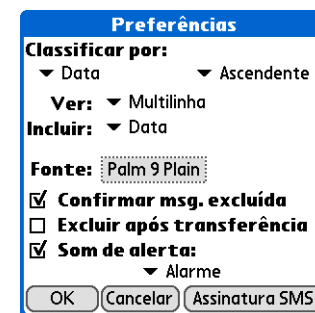 Preferências
Classificar por:
Data Ascendente
Ver: Multilinha
Incluir: Data
Fonte: Palm 9 Plain
Confirmar msg. excluída
Excluir após transferência
Som de alerta:
Alarme
OK Cancelar Assinatura SMS